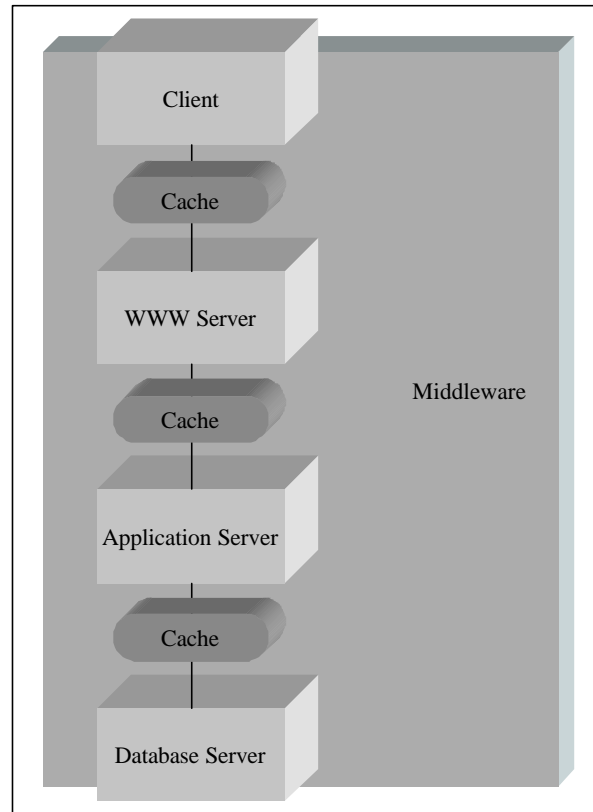 Client
Cache
WWW Server
Cache
Middleware
Application Server
Cache
Database Server